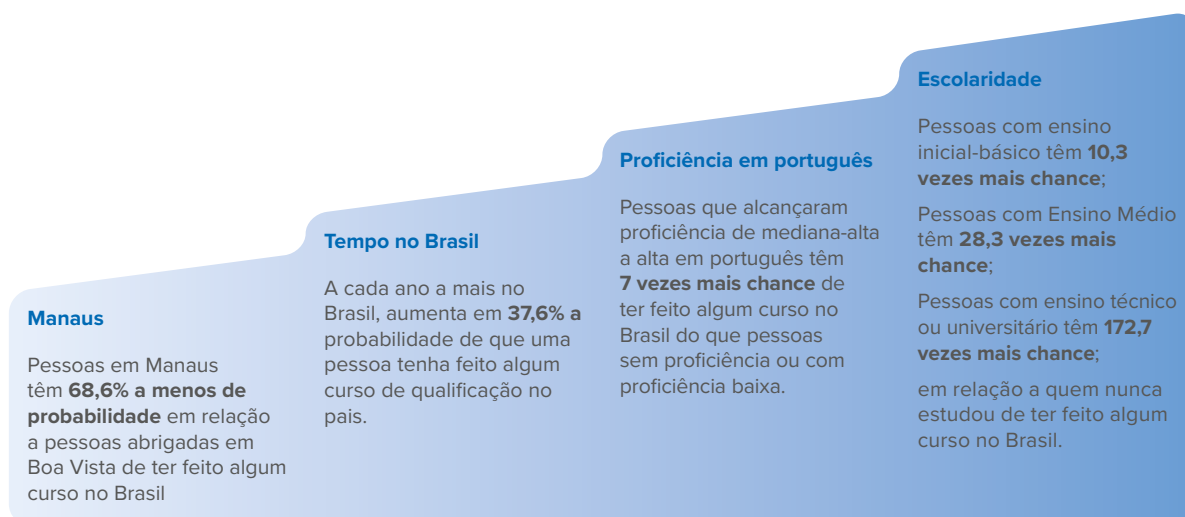 Manaus
Pessoas em Manaus
têm 68,6% a menos de
probabilidade em relação
a pessoas abrigadas em
Boa Vista de ter feito algum
curso no Brasil
Tempo no Brasil
A cada ano a mais no
Brasil, aumenta em 37,6% a
probabilidade de que uma
pessoa tenha feito algum
curso de qualificação no
pais.
Proficiência em português
Pessoas que alcançaram
proficiência de mediana-alta
a alta em português têm
7 vezes mais chance de
ter feito algum curso no
Brasil do que pessoas
sem proficiência ou com
proficiência baixa.
Escolaridade
Pessoas com ensino
inicial-básico têm 10,3
vezes mais chance;
Pessoas com Ensino Médio
têm 28,3 vezes mais
chance;
Pessoas com ensino técnico
ou universitário têm 172,7
vezes mais chance;
em relação a quem nunca
estudou de ter feito algum
curso no Brasil.